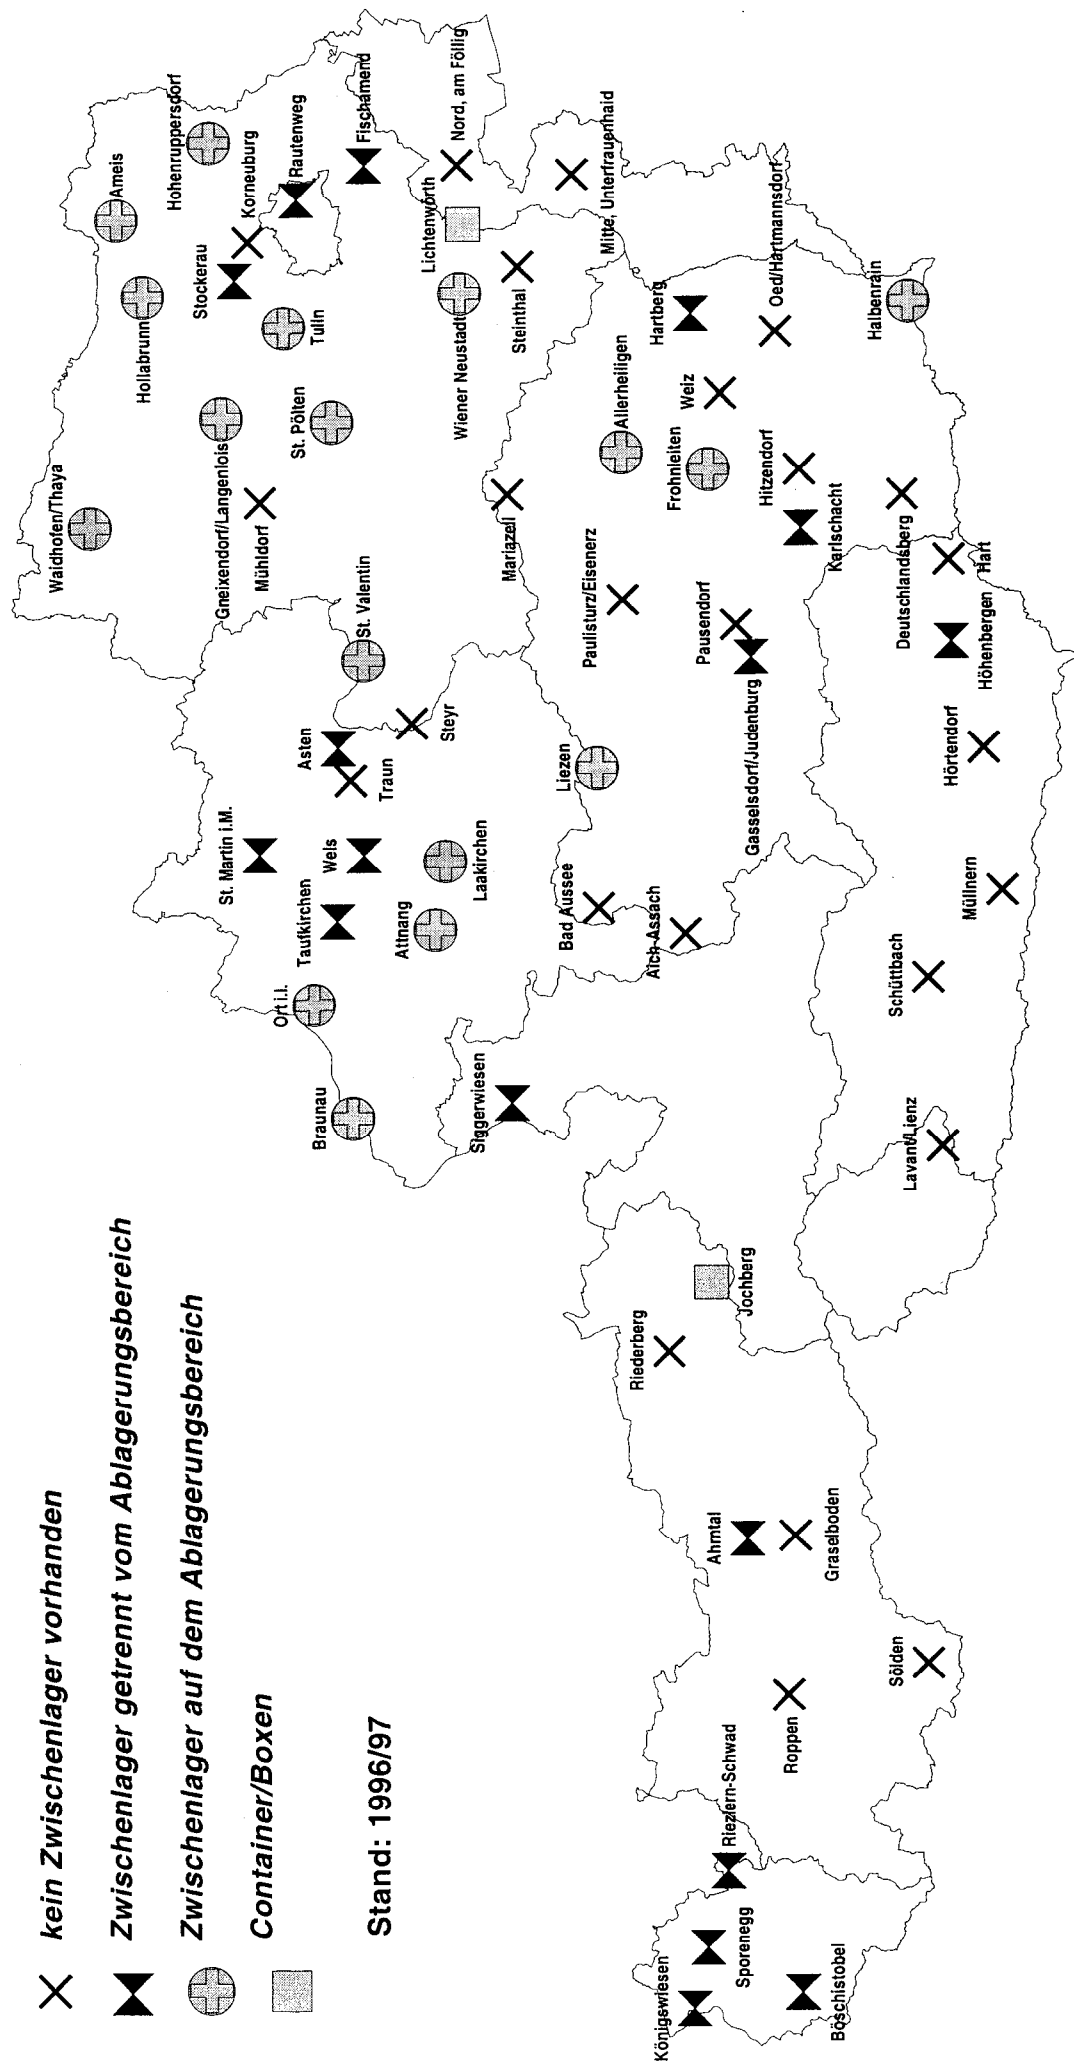 kein Zwischenlager vorhanden
Zwischenlager getrennt vom Ablagerungsbereich
Zwischenlager auf dem Ablagerungsbereich
Container/Boxen
Stand: 1996/97
Waidhofen/Thaya
Hollabrunn
Ameis
Hohenruppersdorf
Gneixendorf/Langenlois
Stockerau
Korneuburg
Rautenweg
Mühldorf
St. Pölten
Tulln
Fischamend
St. Valentin
Lichtenwörth
Nord, am Föllig
Wiener Neustadt
Steinthal
Mitte, Unterfrauenhaid
Mariazell
St. Martin i.M.
Asten
Traun
Steyr
Wels
Taufkirchen
Laakirchen
Attnang
Ort i.I.
Braunau
Siggerwiesen
Bad Aussee
Aich-Assach
Liezen
Paulisturz/Eisenerz
Allerheiligen
Hartberg
Weiz
Oed/Hartmannsdorf
Frohnleiten
Pausendorf
Gasselsdorf/Judenburg
Hitzendorf
Karlschacht
Halbenrain
Deutschlandsberg
Hart
Höhenbergen
Hörtendorf
Müllnern
Schüttbach
Lavant/Lienz
Jochberg
Riederberg
Ahrntal
Graselboden
Sölden
Roppen
Riezlern-Schwad
Sporenegg
Königswiesen
Böschistobel